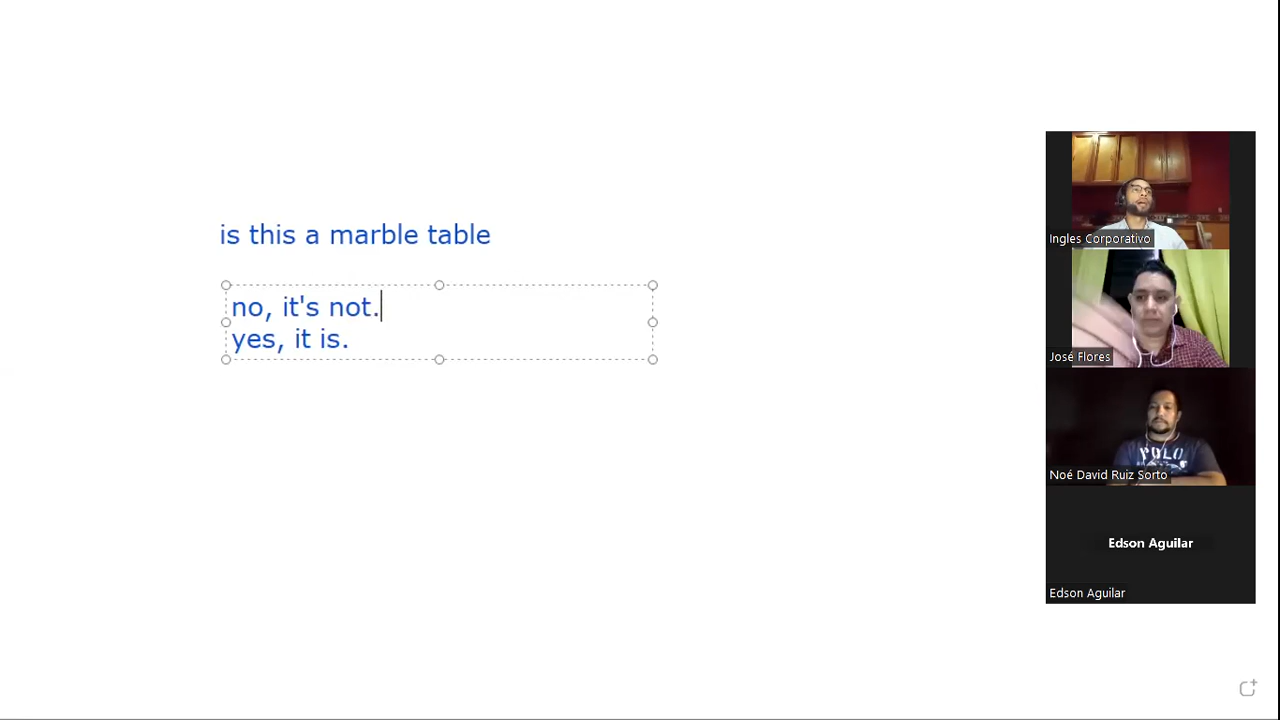 is this a marble table
no, it's not.
yes, it is.
Ingles Corporativo
José Flores
POLO
Noé David Ruiz Sorto
Edson Aguilar
Edson Aguilar